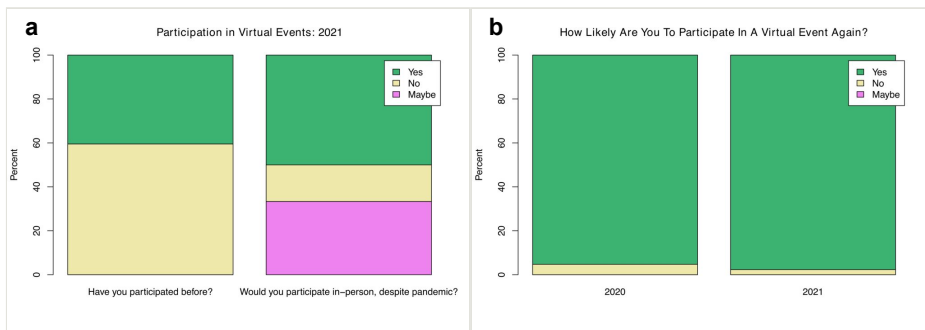 a
Participation in Virtual Events: 2021
Percent
0
20
40
60
80
100
Yes
No
Maybe
Have you participated before?
Would you participate in−person, despite pandemic?
b
How Likely Are You To Participate In A Virtual Event Again?
Percent
0
20
40
60
80
100
Yes
No
Maybe
2020
2021